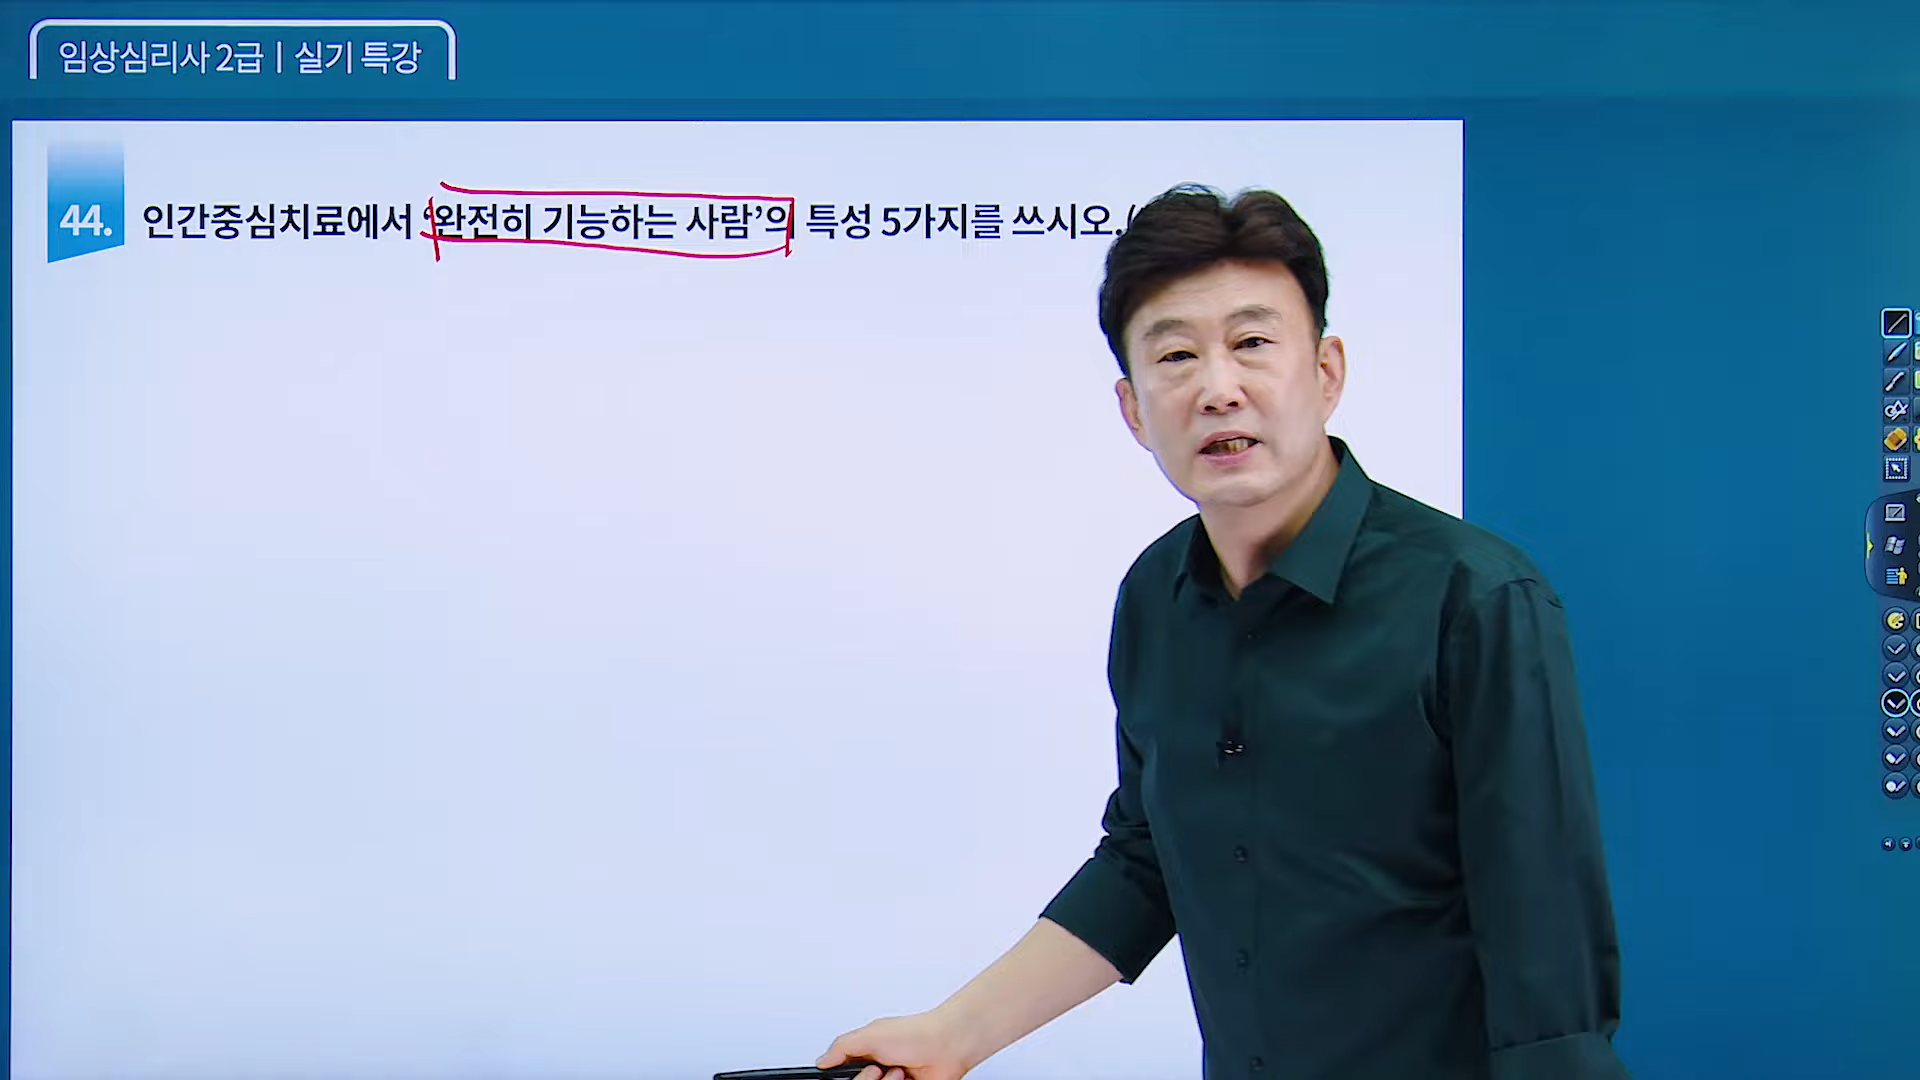 임상심리사 2급 | 실기 특강
44. 인간중심치료에서 ‘완전히 기능하는 사람’의 특성 5가지를 쓰시오.(